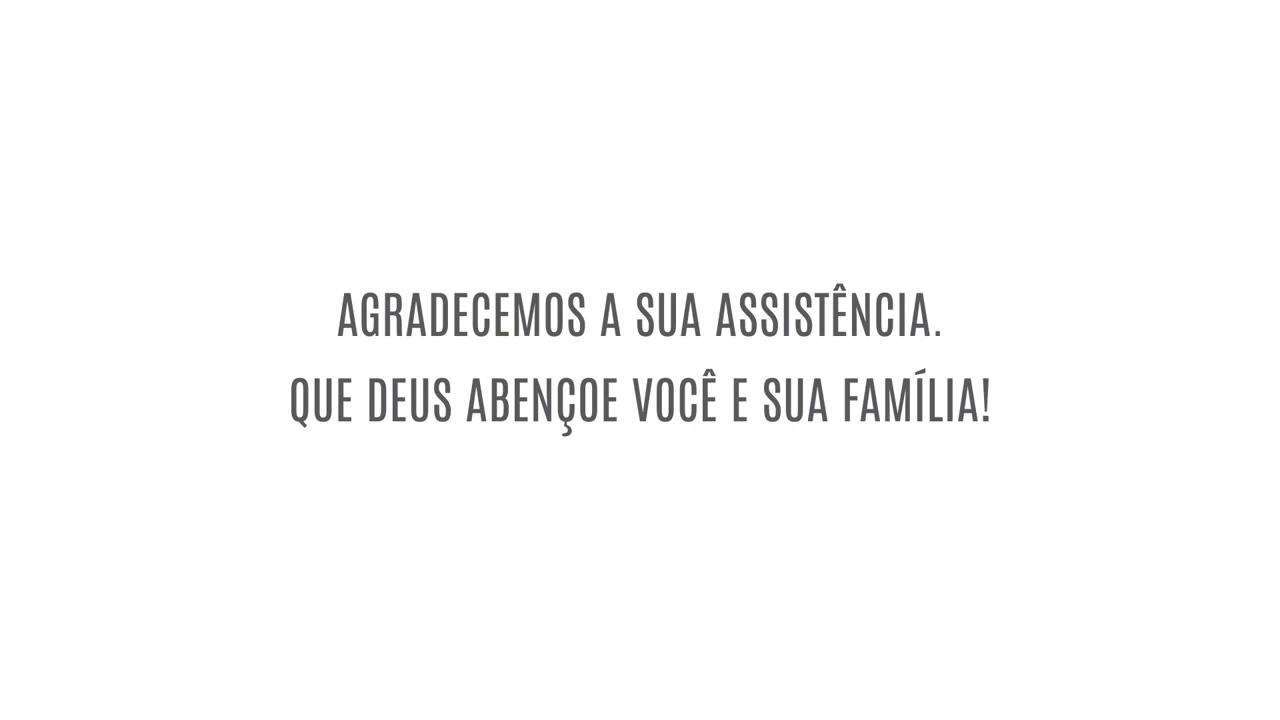 AGRADECEMOS A SUA ASSISTÊNCIA.
QUE DEUS ABENÇOE VOCÊ E SUA FAMÍLIA!